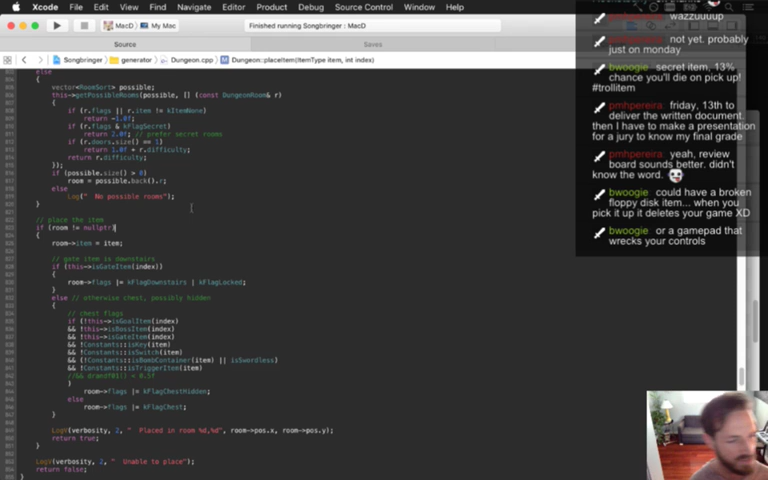 Xcode File Edit View Find Navigate Editor Product Debug Source Control Window Help
MacD My Mac
Finished running Songbringer : MacD
Source Saves
Songbringer generator Dungeon.cpp Dungeon::placeItem(ItemType item, int index)
else
{
vector<RoomSort> possible;
this->getPossibleRooms(possible, [] (const DungeonRoom& r)
{
if (r.flags || r.item != kItemNone)
return -1.0f;
if (r.flags & kFlagSecret)
return 2.0f; // prefer secret rooms
if (r.doors.size() == 1)
return 1.0f + r.difficulty;
return r.difficulty;
});
if (possible.size() > 0)
room = possible.back().r;
else
Log(" No possible rooms");
}
// place the item
if (room != nullptr)
{
room->item = item;
// gate item is downstairs
if (this->isGateItem(index))
{
room->flags |= kFlagDownstairs | kFlagLocked;
}
else // otherwise chest, possibly hidden
{
// chest flags
if (!this->isGoalItem(index)
&& !this->isBossItem(index)
&& !this->isGateItem(index)
&& !Constants::isKey(item)
&& !Constants::isSwitch(item)
&& (!Constants::isBombContainer(item) || isSwordless)
&& !Constants::isTriggerItem(item)
//&& drandf01() < 0.5f
)
room->flags |= kFlagChestHidden;
else
room->flags |= kFlagChest;
}
LogV(verbosity, 2, " Placed in room %d,%d", room->pos.x, room->pos.y);
return true;
}
LogV(verbosity, 2, " Unable to place");
return false;
}
wazzuuuup
not yet. probably
just on monday
bwoogie secret item, 13%
chance you'll die on pick up!
#trollitem
pmhpereira friday, 13th to
deliver the written document.
then I have to make a presentation
for a jury to know my final grade
pmhpereira yeah, review
board sounds better. didn't
know the word.
bwoogie could have a broken
floppy disk item... when you
pick it up it deletes your game XD
bwoogie or a gamepad that
wrecks your controls